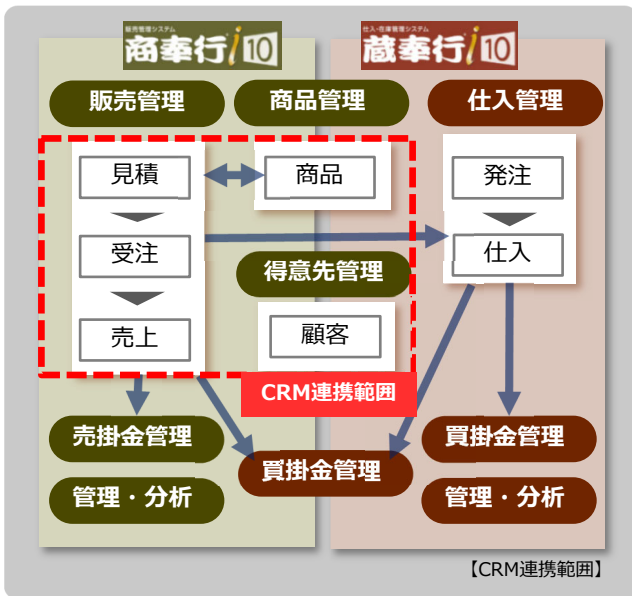 販売管理システム
商奉行i10
仕入・在庫管理システム
蔵奉行i10
販売管理
商品管理
仕入管理
見積
商品
発注
受注
仕入
得意先管理
売上
顧客
CRM連携範囲
売掛金管理
買掛金管理
買掛金管理
管理・分析
管理・分析
【CRM連携範囲】